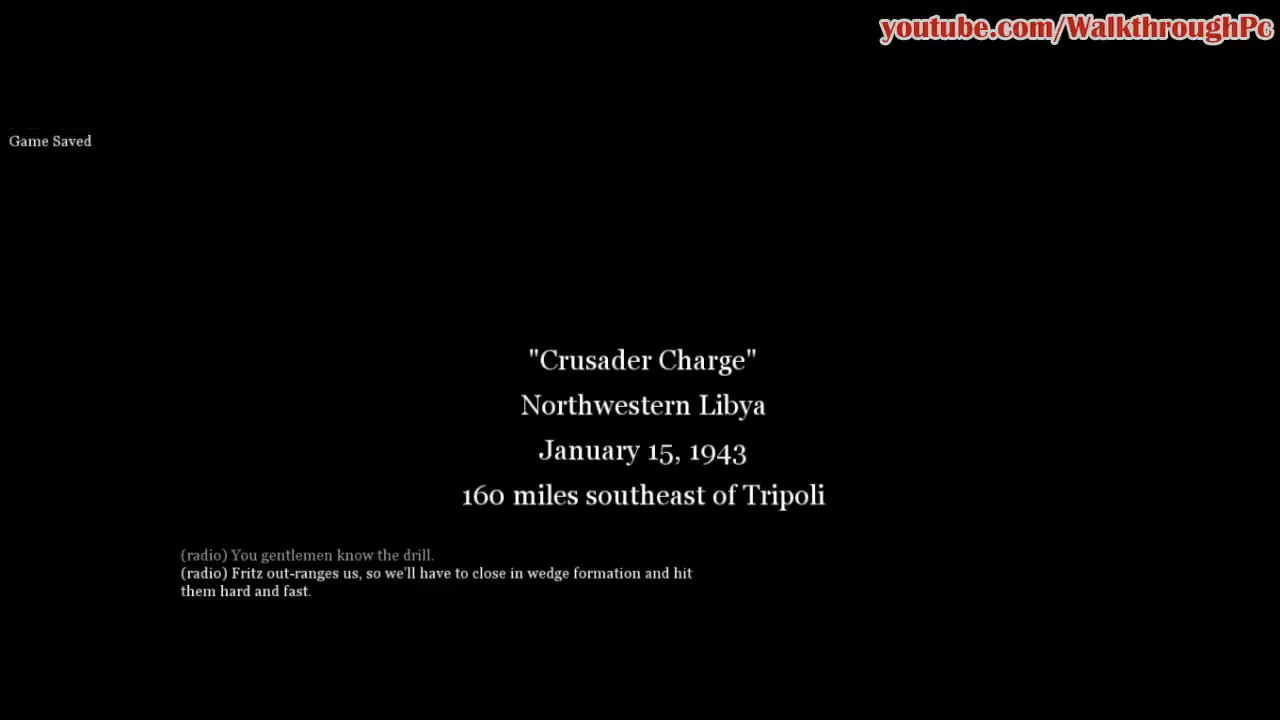 youtube.com/WalkthroughPc
Game Saved
"Crusader Charge"
Northwestern Libya
January 15, 1943
160 miles southeast of Tripoli
(radio) You gentlemen know the drill.
(radio) Fritz out-ranges us, so we'll have to close in wedge formation and hit
them hard and fast.